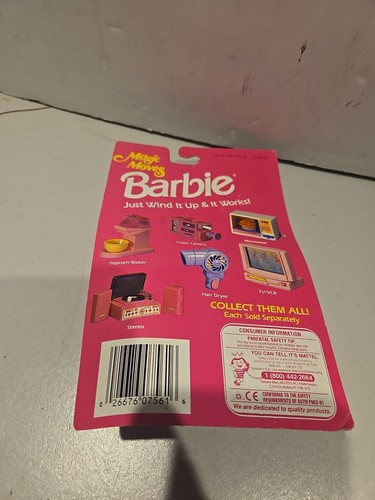 Magic
Moves
Barbie
Just Wind It Up & It Works!
Popcorn Maker
Video Camera
Microwave
Hair Dryer
TV/VCR
Stereo
COLLECT THEM ALL!
Each Sold Separately
CONSUMER INFORMATION
PARENTAL SAFETY TIP
YOU CAN TELL IT'S MATTEL
1 (800) 442-2664
CE CONFORMS TO THE SAFETY
REQUIREMENTS OF ASTM F963
We are dedicated to quality products.
0 26676 07561 6